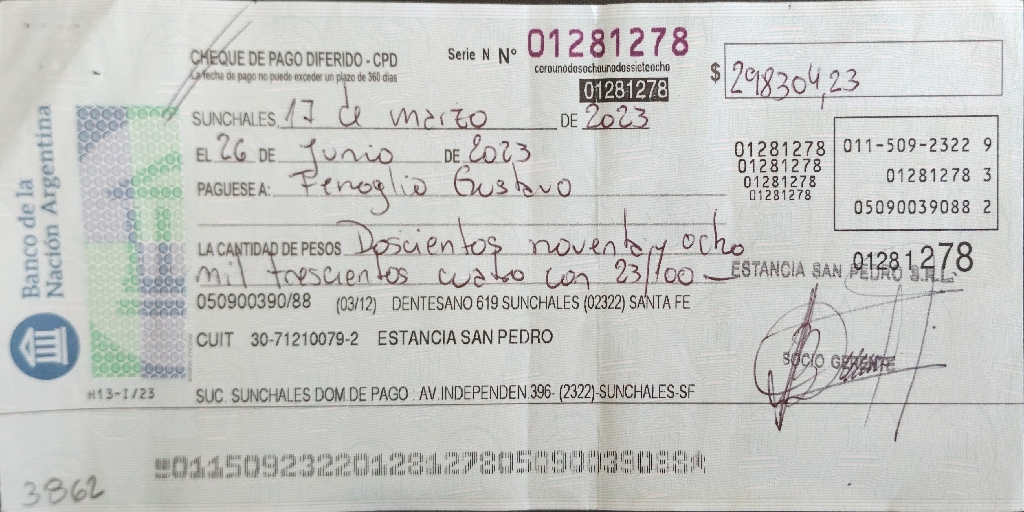 CHEQUE DE PAGO DIFERIDO - CPD
La fecha de pago no puede exceder un plazo de 360 días
Serie N Nº 01281278
cerounodosochounodossieteocho
01281278
$ 298304,23
SUNCHALES, 17 de marzo DE 2023
EL 26 DE Junio DE 2023
PAGUESE A: Fenoglio Gustavo
01281278
01281278
01281278
01281278
011-509-2322 9
01281278 3
05090039088 2
LA CANTIDAD DE PESOS Doscientos noventa y ocho
mil trescientos cuatro con 23/100
01281278
ESTANCIA SAN PEDRO S.R.L.
050900390/88 (03/12) DENTESANO 619 SUNCHALES (02322) SANTA FE
CUIT 30-71210079-2 ESTANCIA SAN PEDRO
SOCIO GERENTE
SUC. SUNCHALES DOM.DE PAGO : AV.INDEPENDEN.396- (2322)-SUNCHALES-SF
Banco de la
Nación Argentina
H13-I/23
01150923220128127805090039088
3862